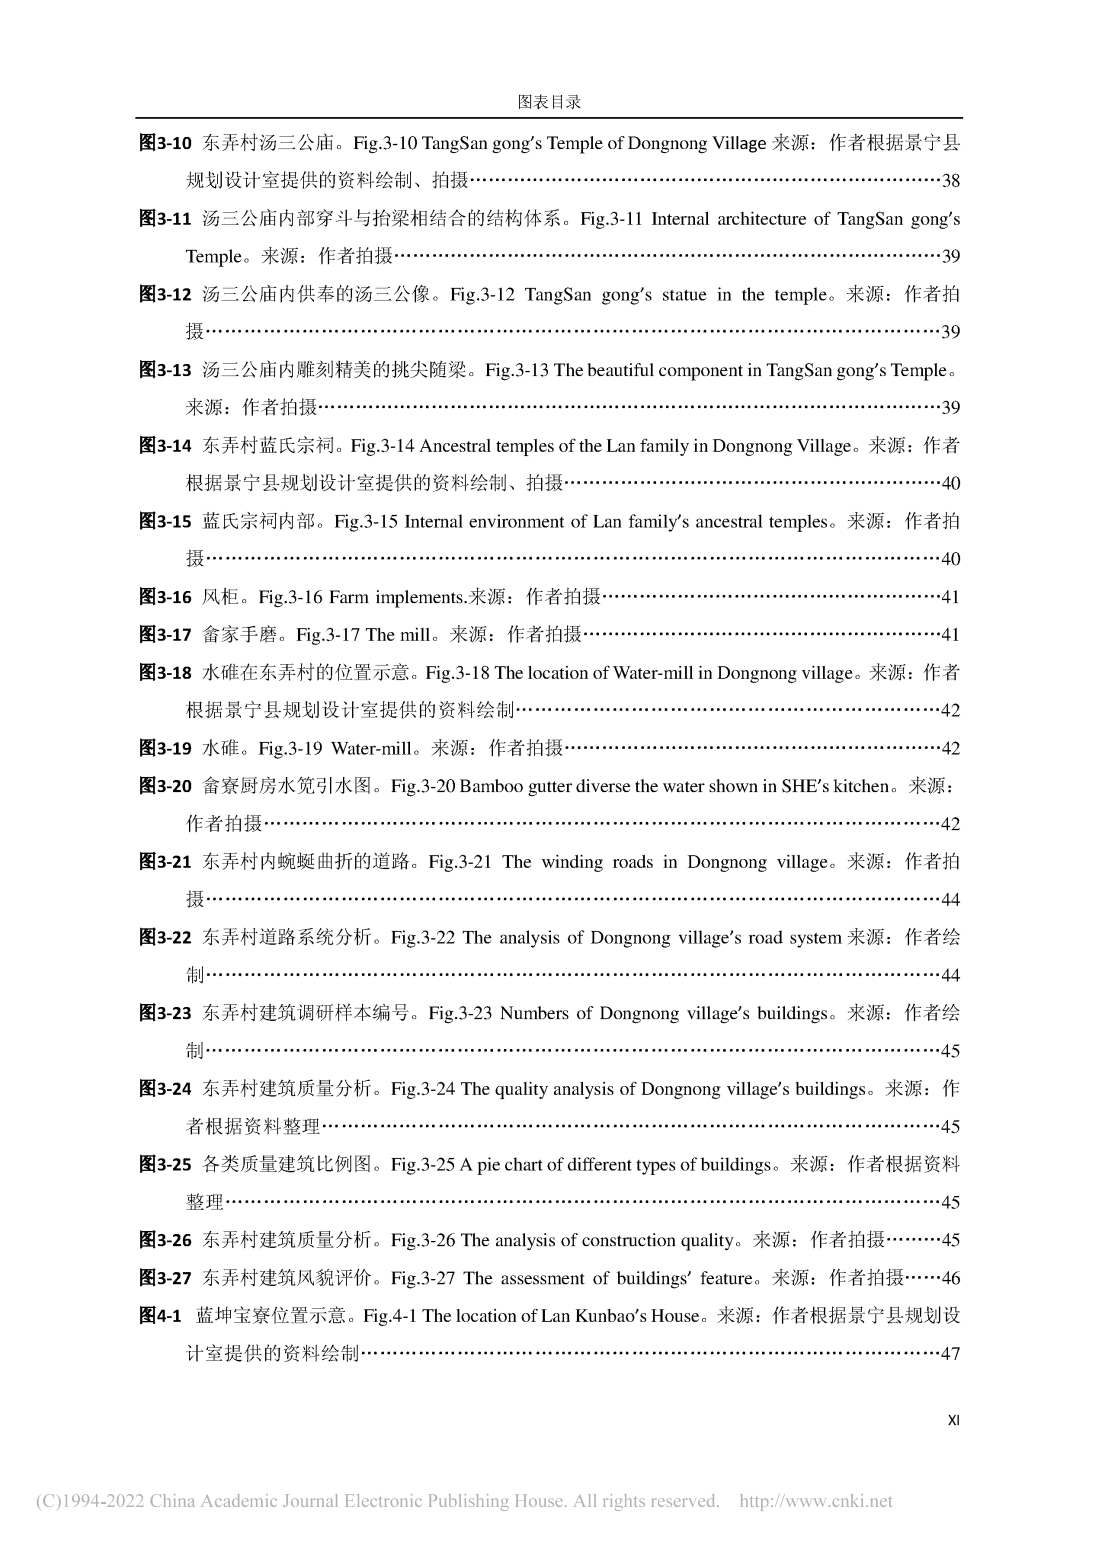 图表目录
图3-10 东弄村汤三公庙。Fig.3-10 TangSan gong's Temple of Dongnong Village 来源：作者根据景宁县
规划设计室提供的资料绘制、拍摄………………………………………………………………38
图3-11 汤三公庙内部穿斗与抬梁相结合的结构体系。Fig.3-11 Internal architecture of TangSan gong's
Temple。来源：作者拍摄………………………………………………………………………39
图3-12 汤三公庙内供奉的汤三公像。Fig.3-12 TangSan gong's statue in the temple。来源：作者拍
摄………………………………………………………………………………………………39
图3-13 汤三公庙内雕刻精美的挑尖随梁。Fig.3-13 The beautiful component in TangSan gong's Temple。
来源：作者拍摄…………………………………………………………………………………39
图3-14 东弄村蓝氏宗祠。Fig.3-14 Ancestral temples of the Lan family in Dongnong Village。来源：作者
根据景宁县规划设计室提供的资料绘制、拍摄…………………………………………………40
图3-15 蓝氏宗祠内部。Fig.3-15 Internal environment of Lan family's ancestral temples。来源：作者拍
摄………………………………………………………………………………………………40
图3-16 风柜。Fig.3-16 Farm implements.来源：作者拍摄………………………………………………41
图3-17 畲家手磨。Fig.3-17 The mill。来源：作者拍摄…………………………………………………41
图3-18 水碓在东弄村的位置示意。Fig.3-18 The location of Water-mill in Dongnong village。来源：作者
根据景宁县规划设计室提供的资料绘制…………………………………………………………42
图3-19 水碓。Fig.3-19 Water-mill。来源：作者拍摄……………………………………………………42
图3-20 畲寮厨房水笕引水图。Fig.3-20 Bamboo gutter diverse the water shown in SHE's kitchen。来源：
作者拍摄…………………………………………………………………………………………42
图3-21 东弄村内蜿蜒曲折的道路。Fig.3-21 The winding roads in Dongnong village。来源：作者拍
摄………………………………………………………………………………………………44
图3-22 东弄村道路系统分析。Fig.3-22 The analysis of Dongnong village's road system 来源：作者绘
制………………………………………………………………………………………………44
图3-23 东弄村建筑调研样本编号。Fig.3-23 Numbers of Dongnong village's buildings。来源：作者绘
制………………………………………………………………………………………………45
图3-24 东弄村建筑质量分析。Fig.3-24 The quality analysis of Dongnong village's buildings。来源：作
者根据资料整理…………………………………………………………………………………45
图3-25 各类质量建筑比例图。Fig.3-25 A pie chart of different types of buildings。来源：作者根据资料
整理……………………………………………………………………………………………45
图3-26 东弄村建筑质量分析。Fig.3-26 The analysis of construction quality。来源：作者拍摄………45
图3-27 东弄村建筑风貌评价。Fig.3-27 The assessment of buildings' feature。来源：作者拍摄……46
图4-1 蓝坤宝寮位置示意。Fig.4-1 The location of Lan Kunbao's House。来源：作者根据景宁县规划设
计室提供的资料绘制……………………………………………………………………………47
XI
(C)1994-2022 China Academic Journal Electronic Publishing House. All rights reserved. http://www.cnki.net